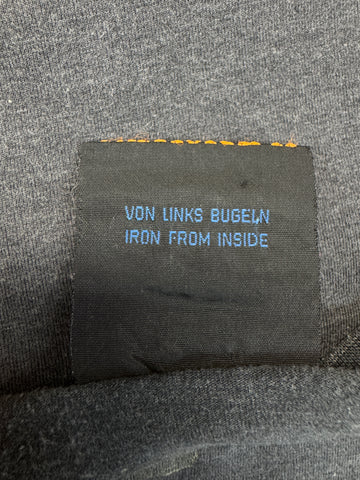 VON LINKS BUGELN
IRON FROM INSIDE